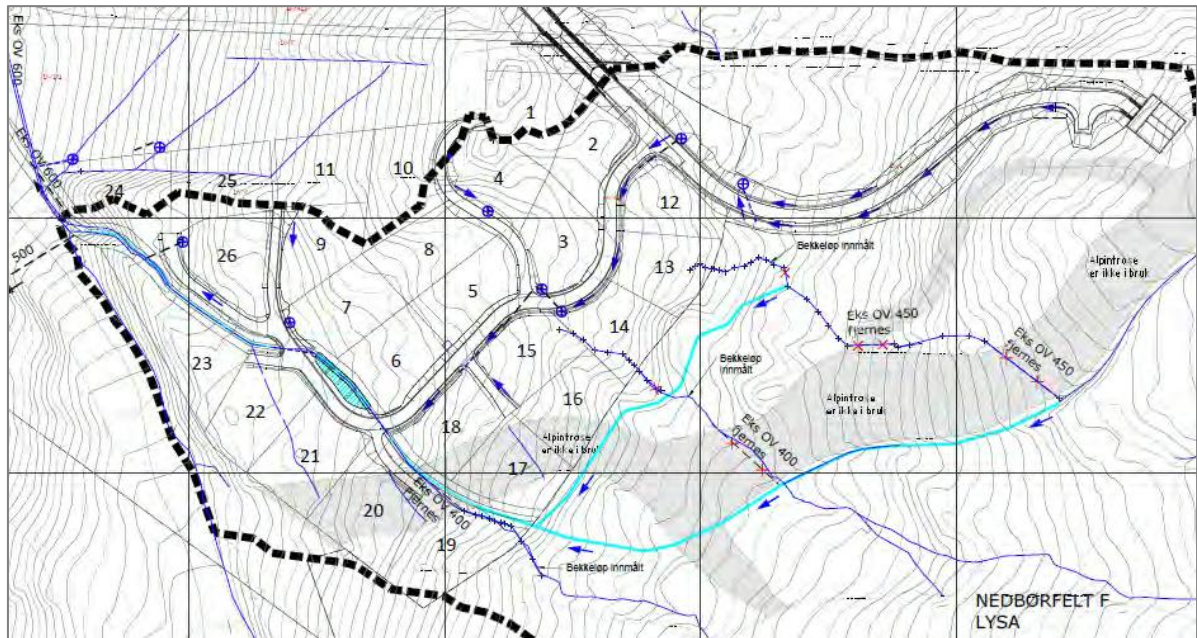 Eks OV 600
Eks OV 600
500
1
2
10
11
4
24
25
12
9
8
3
26
13
Bekkeløp innmålt
Alpintrase
er ikke i bruk
5
7
14
Eks OV 450
fjernes
15
6
Eks OV 450
fjernes
23
Bekkeløp
innmålt
Alpintrase
er ikke i bruk
16
22
18
Alpintrase
er ikke i bruk
Eks OV 400
fjernes
21
17
20
Eks OV 400
Fjernes
19
Bekkeløp innmålt
NEDBØRFELT F
LYSA